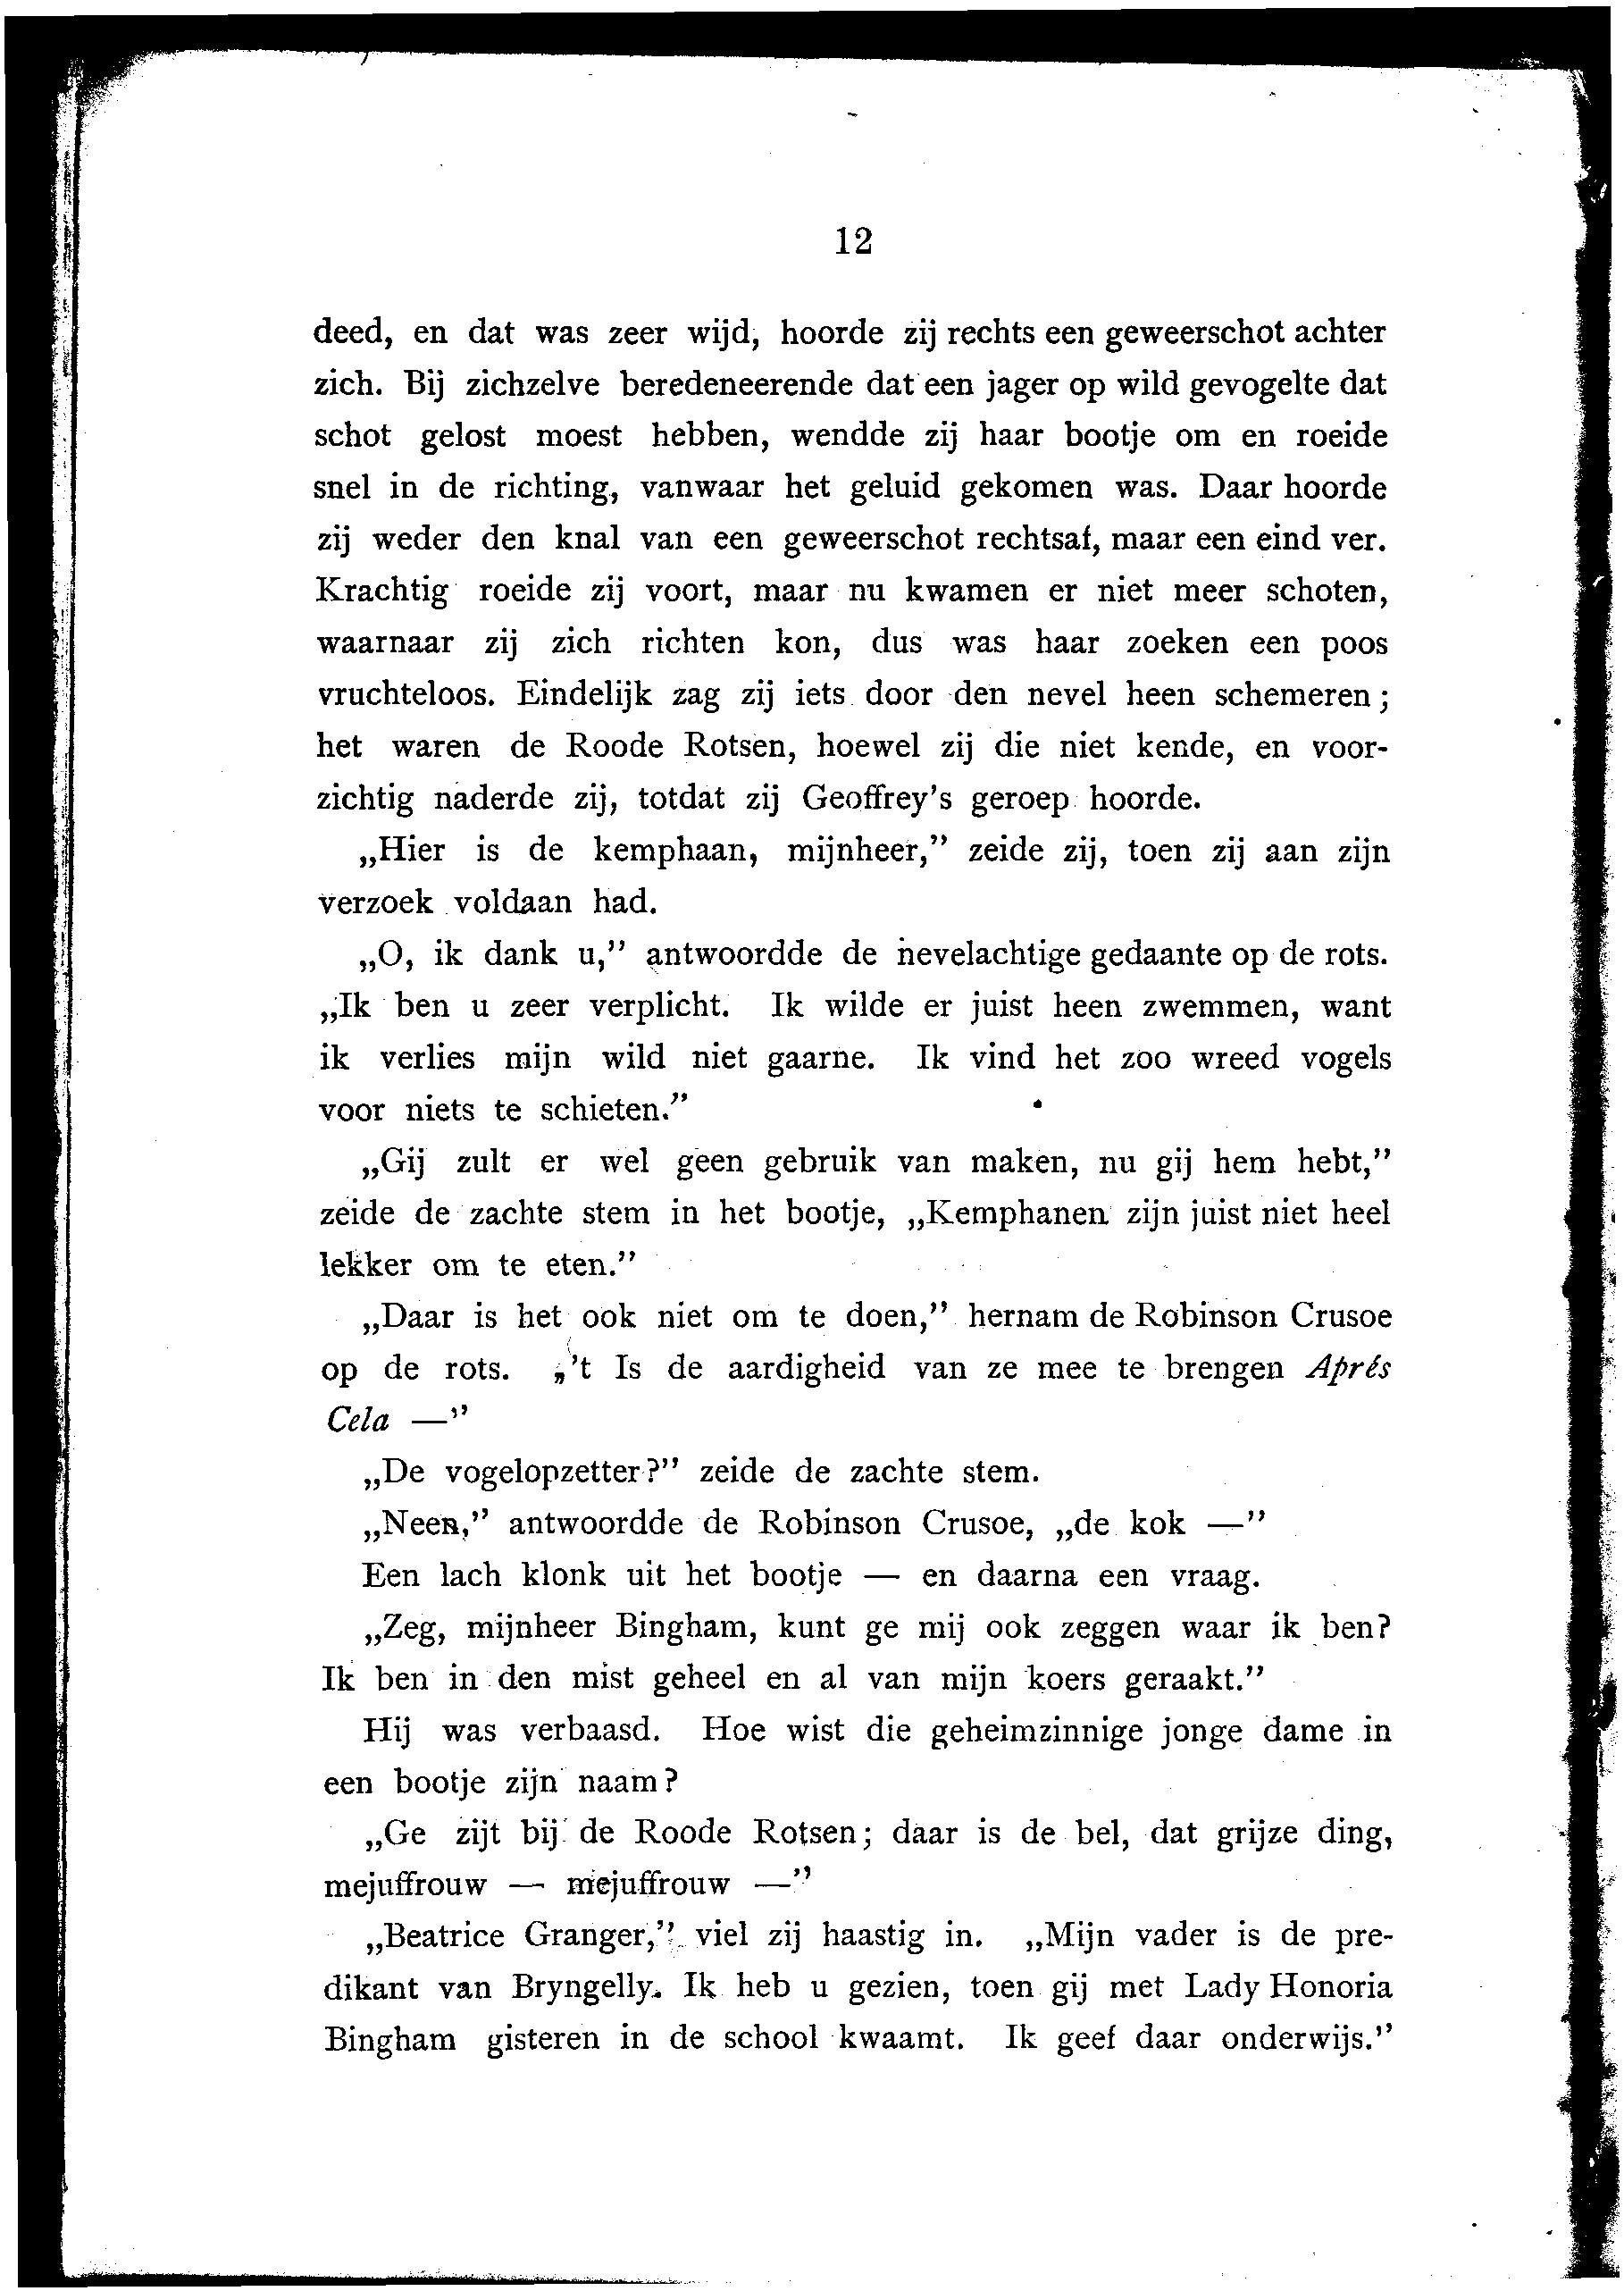 12
deed, en dat was zeer wijd, hoorde zij rechts een geweerschot achter
zich. Bij zichzelve beredeneerende dat een jager op wild gevogelte dat
schot gelost moest hebben, wendde zij haar bootje om en roeide
snel in de richting, vanwaar het geluid gekomen was. Daar hoorde
zij weder den knal van een geweerschot rechtsaf, maar een eind ver.
Krachtig roeide zij voort, maar nu kwamen er niet meer schoten,
waarnaar zij zich richten kon, dus was haar zoeken een poos
vruchteloos. Eindelijk zag zij iets door den nevel heen schemeren;
het waren de Roode Rotsen, hoewel zij die niet kende, en voor-
zichtig naderde zij, totdat zij Geoffrey's geroep hoorde.
„Hier is de kemphaan, mijnheer,” zeide zij, toen zij aan zijn
verzoek voldaan had.
„O, ik dank u,” antwoordde de nevelachtige gedaante op de rots.
„Ik ben u zeer verplicht. Ik wilde er juist heen zwemmen, want
ik verlies mijn wild niet gaarne. Ik vind het zoo wreed vogels
voor niets te schieten.”
„Gij zult er wel geen gebruik van maken, nu gij hem hebt,”
zeide de zachte stem in het bootje, „Kemphanen zijn juist niet heel
lekker om te eten.”
„Daar is het ook niet om te doen,” hernam de Robinson Crusoe
op de rots. „'t Is de aardigheid van ze mee te brengen Aprés
Cela —”
„De vogelopzetter?” zeide de zachte stem.
„Neen,” antwoordde de Robinson Crusoe, „de kok —”
Een lach klonk uit het bootje — en daarna een vraag.
„Zeg, mijnheer Bingham, kunt ge mij ook zeggen waar ik ben?
Ik ben in den mist geheel en al van mijn koers geraakt.”
Hij was verbaasd. Hoe wist die geheimzinnige jonge dame in
een bootje zijn naam?
„Ge zijt bij de Roode Rotsen; daar is de bel, dat grijze ding,
mejuffrouw — mejuffrouw —”
„Beatrice Granger,” viel zij haastig in. „Mijn vader is de pre-
dikant van Bryngelly. Ik heb u gezien, toen gij met Lady Honoria
Bingham gisteren in de school kwaamt. Ik geef daar onderwijs.”